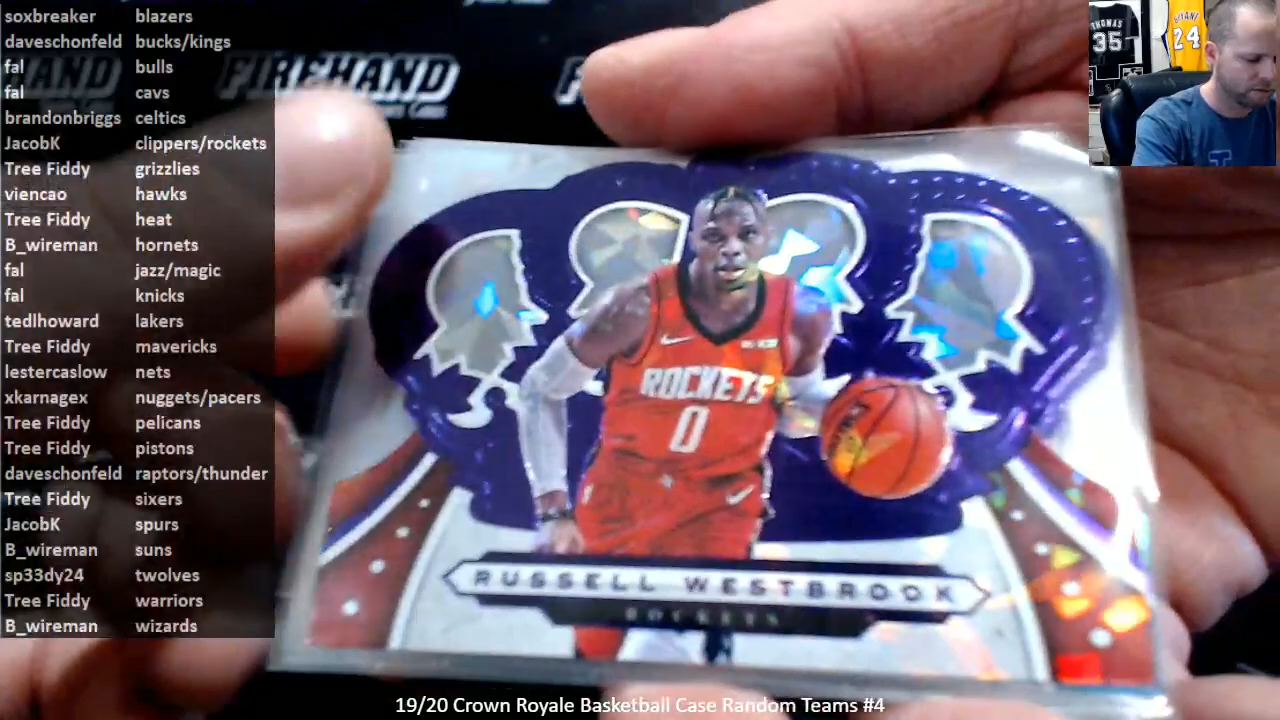 soxbreaker blazers
daveschonfeld bucks/kings
fal bulls
fal cavs
brandonbriggs celtics
JacobK clippers/rockets
Tree Fiddy grizzlies
viencao hawks
Tree Fiddy heat
B_wireman hornets
fal jazz/magic
fal knicks
tedlhoward lakers
Tree Fiddy mavericks
lestercaslow nets
xkarnagex nuggets/pacers
Tree Fiddy pelicans
Tree Fiddy pistons
daveschonfeld raptors/thunder
Tree Fiddy sixers
JacobK spurs
B_wireman suns
sp33dy24 twolves
Tree Fiddy warriors
B_wireman wizards
FIREHAND
THOMAS
35
BRYANT
24
ROCKETS
0
RUSSELL WESTBROOK
ROCKETS
19/20 Crown Royale Basketball Case Random Teams #4